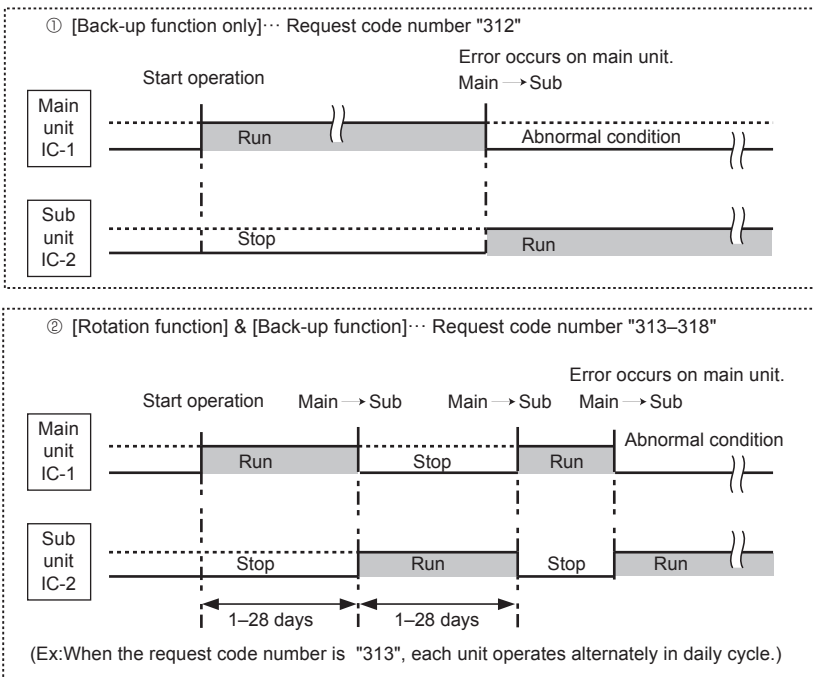 ① [Back-up function only]··· Request code number "312"
Error occurs on main unit.
Start operation
Main → Sub
Main
unit
IC-1
Run
Abnormal condition
Sub
unit
IC-2
Stop
Run
② [Rotation function] & [Back-up function]··· Request code number "313–318"
Error occurs on main unit.
Start operation Main → Sub Main → Sub Main → Sub
Main
unit
IC-1
Run
Stop
Run
Abnormal condition
Sub
unit
IC-2
Stop
Run
Stop
Run
1–28 days
1–28 days
(Ex:When the request code number is "313", each unit operates alternately in daily cycle.)